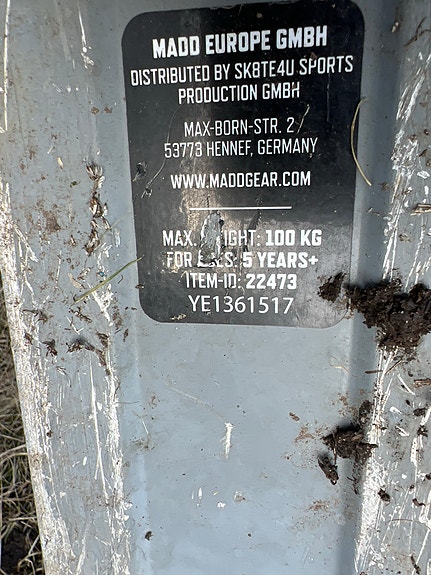 MADD EUROPE GMBH
DISTRIBUTED BY SK8TE4U SPORTS
PRODUCTION GMBH
MAX-BORN-STR. 2
53773 HENNEF, GERMANY
WWW.MADDGEAR.COM
MAX. : 100 KG
FOR : 5 YEARS+
ITEM-ID: 22473
YE1361517